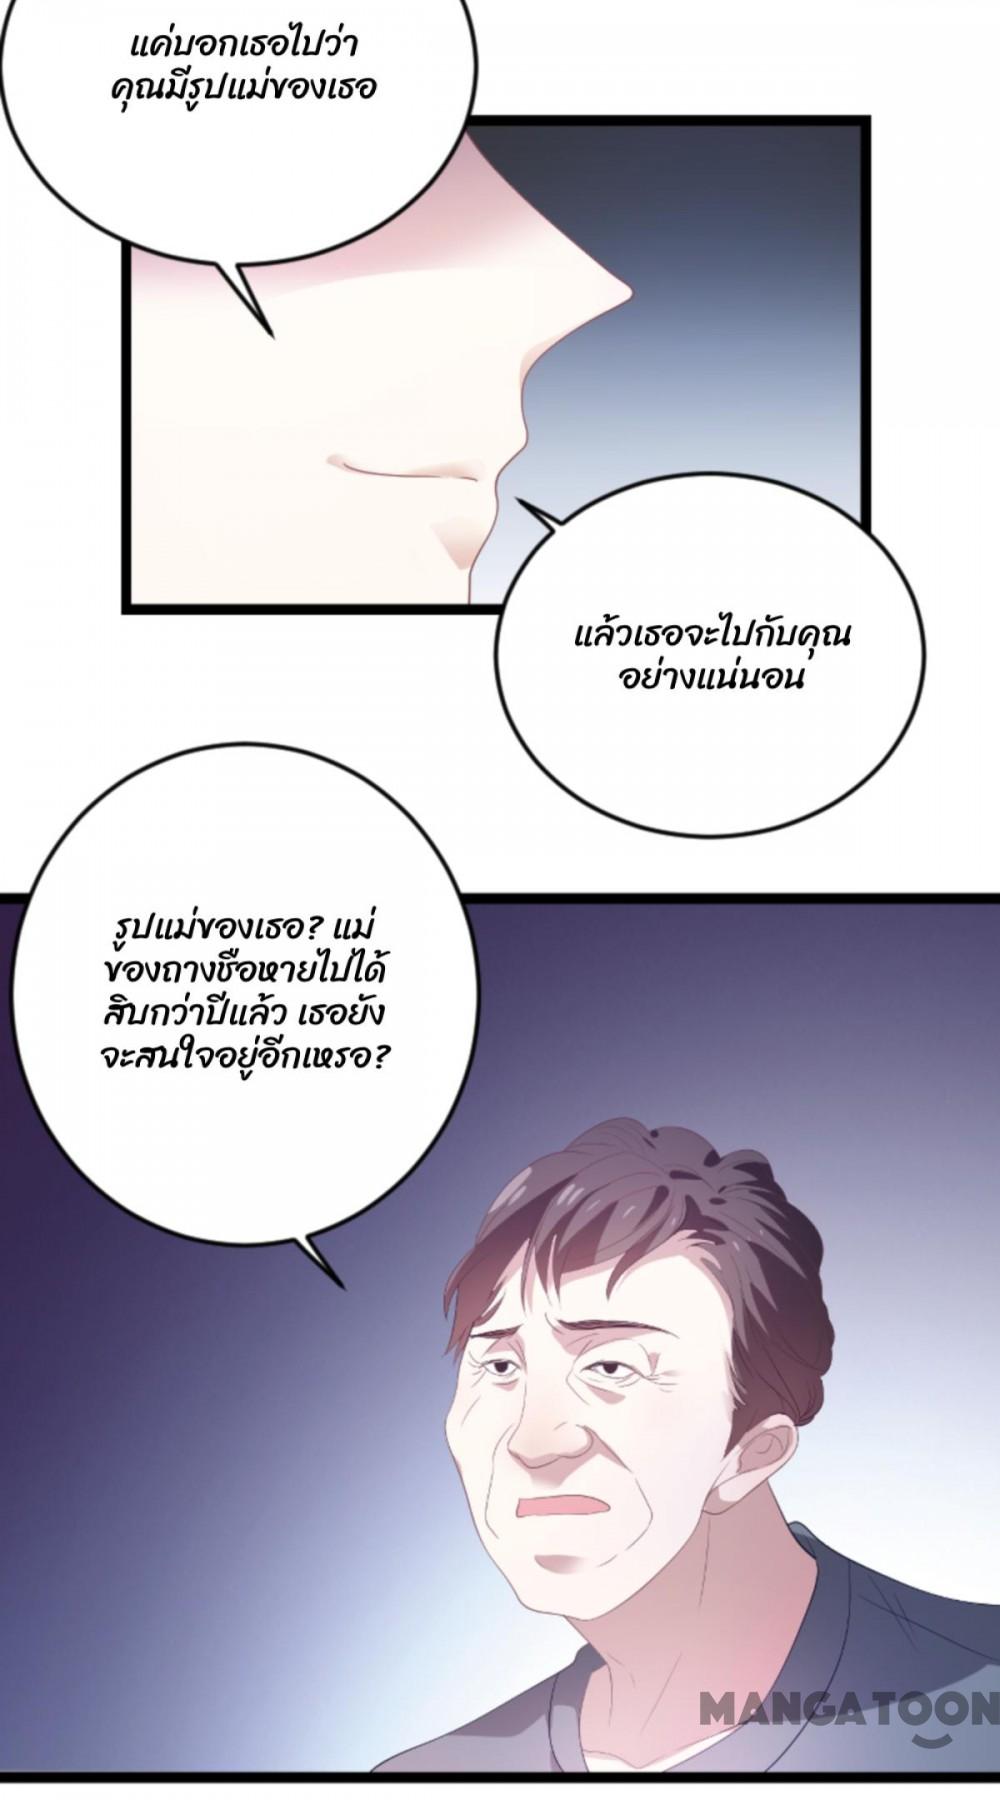 แค่บอกเธอไปว่า
คุณมีรูปแม่ของเธอ
แล้วเธอจะไปกับคุณ
อย่างแน่นอน
รูปแม่ของเธอ? แม่
ของถางชือหายไปได้
สิบกว่าปีแล้ว เธอยัง
จะสนใจอยู่อีกเหรอ?
MANGATOON